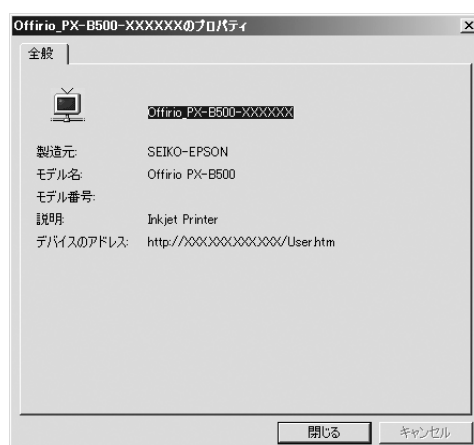 Offirio_PX-B500-XXXXXXのプロパティ
全般
Offirio_PX-B500-XXXXXX
製造元: SEIKO-EPSON
モデル名: Offirio PX-B500
モデル番号:
説明: Inkjet Printer
デバイスのアドレス: http://XXXXXXXXXXXX/User.htm
閉じる キャンセル